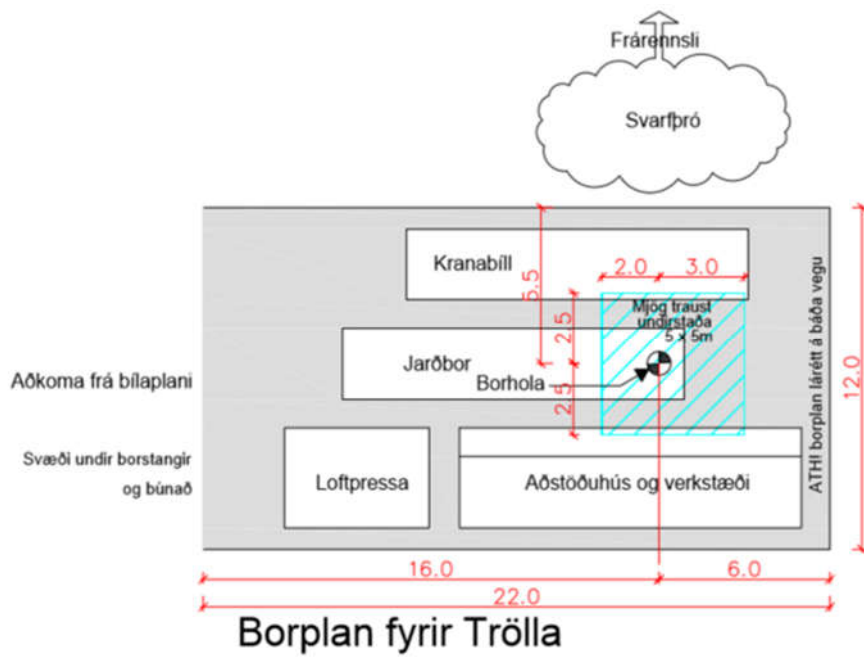 Frárennsli
Svarfþró
Kranabíll
2.0
3.0
5.5
2.5
Mjög traust
undirstaða
5 x 5m
Jarðbor
Borhola
2.5
Aðkoma frá bílaplani
Svæði undir borstangir
og búnað
Loftpressa
Aðstöðuhús og verkstæði
ATH! borplan lárétt á báða vegu
12.0
16.0
6.0
22.0
Borplan fyrir Trölla